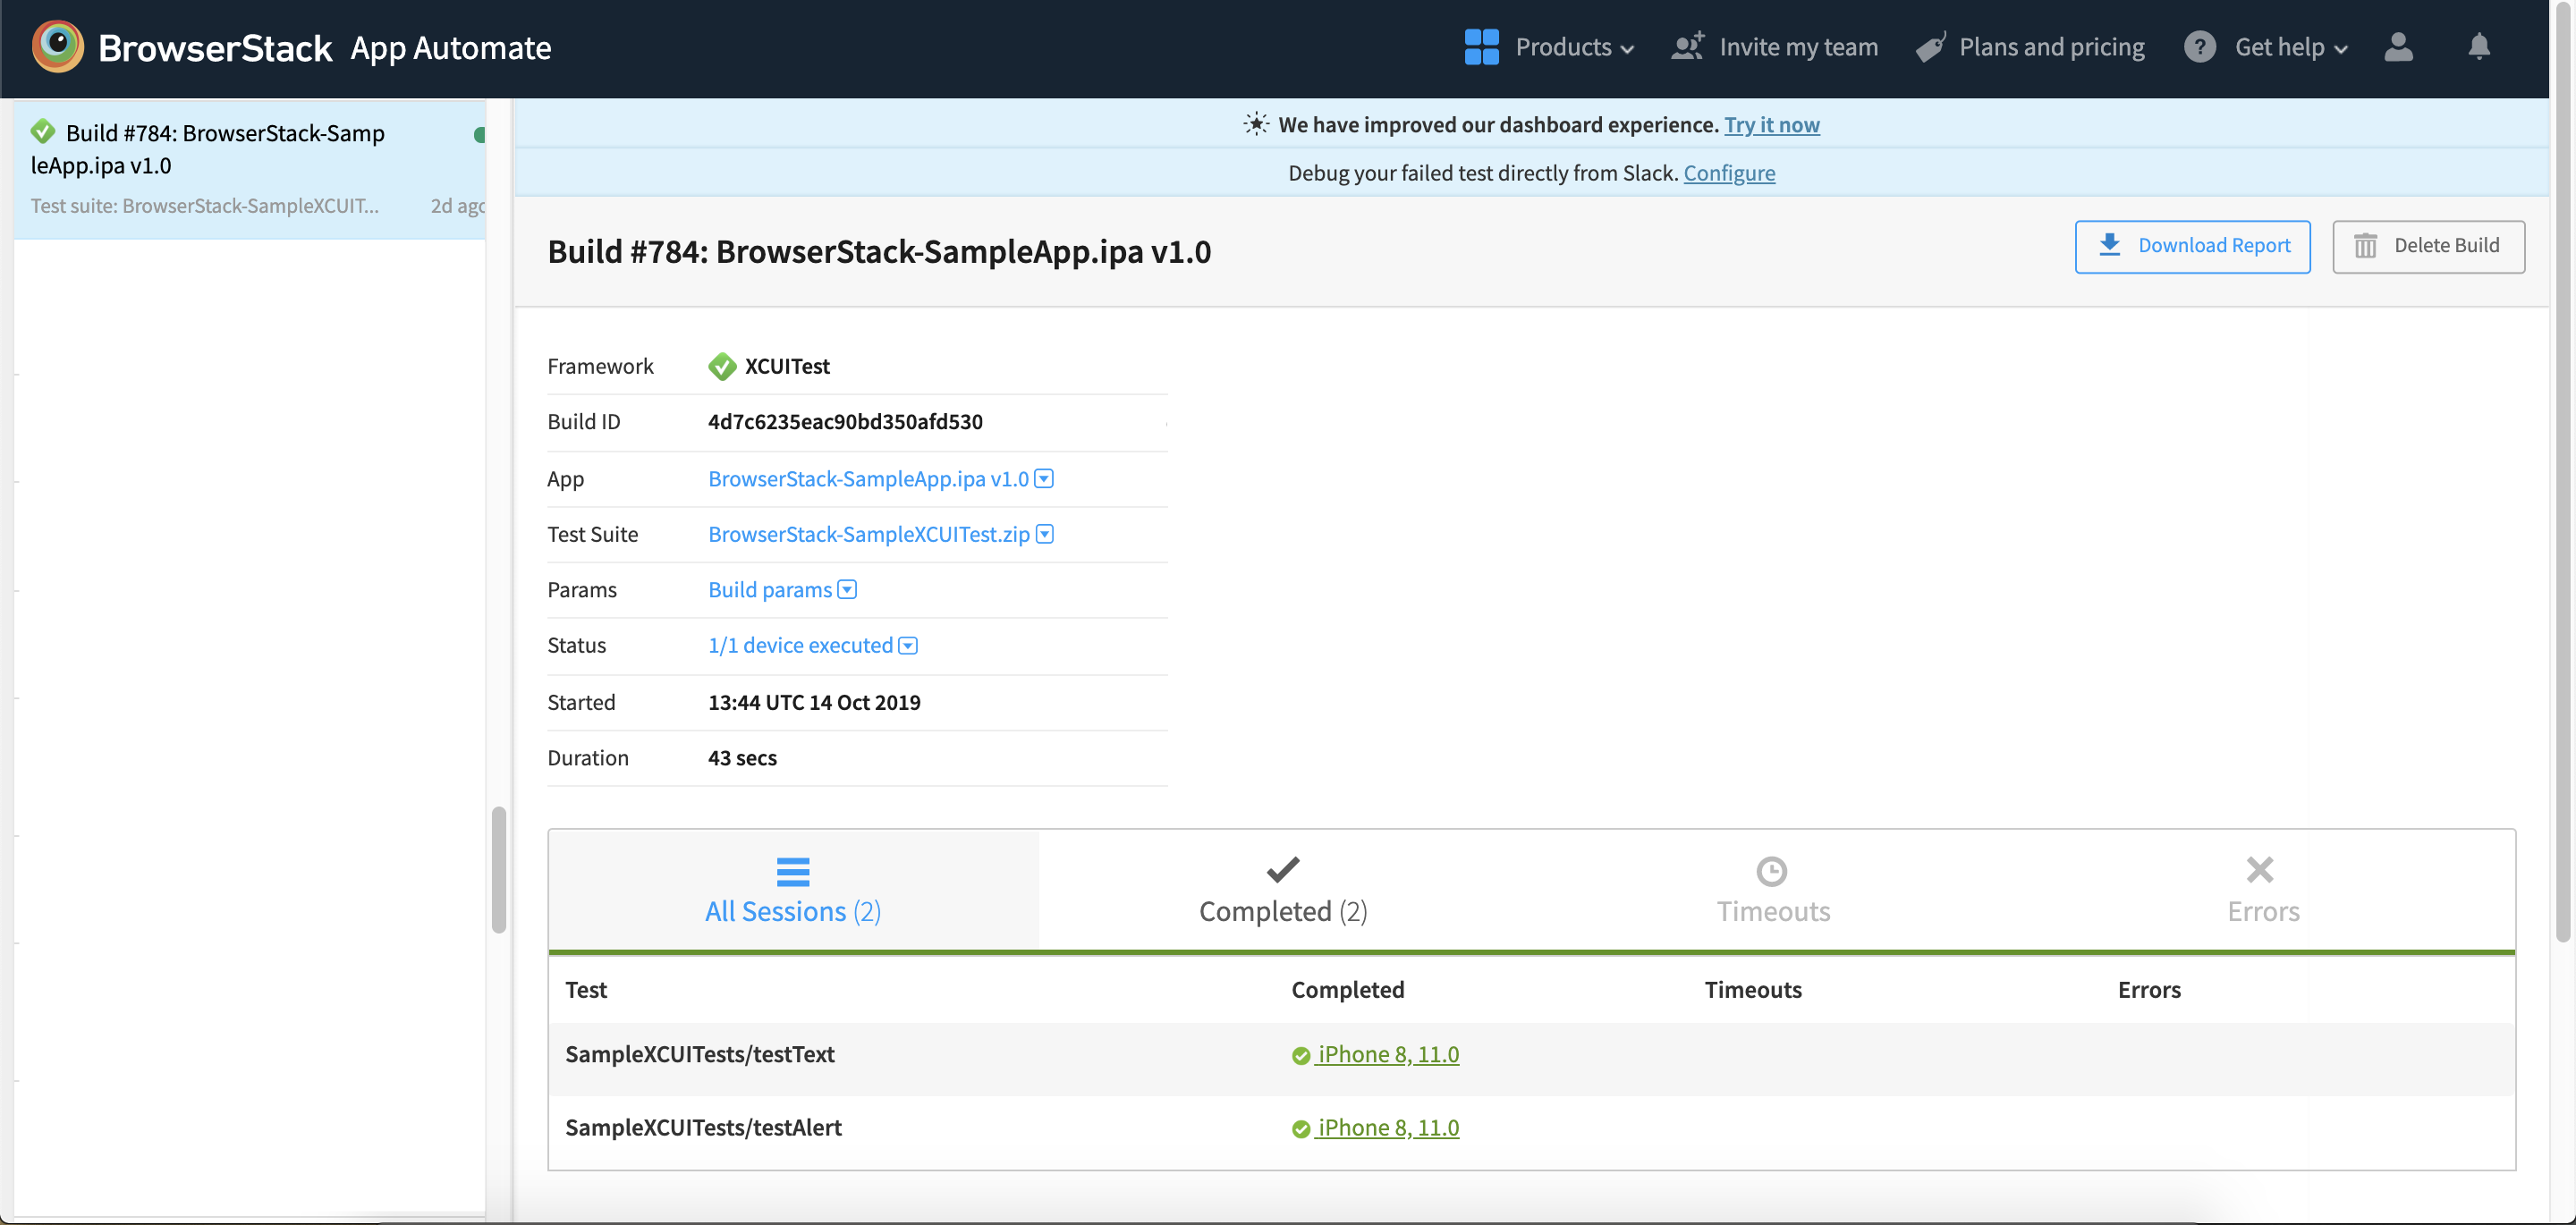 BrowserStack App Automate
Products
Invite my team
Plans and pricing
? Get help
Build #784: BrowserStack-Samp
leApp.ipa v1.0
Test suite: BrowserStack-SampleXCUIT...
2d ago
We have improved our dashboard experience. Try it now
Debug your failed test directly from Slack. Configure
Build #784: BrowserStack-SampleApp.ipa v1.0
Download Report
Delete Build
Framework XCUITest
Build ID 4d7c6235eac90bd350afd530
App BrowserStack-SampleApp.ipa v1.0
Test Suite BrowserStack-SampleXCUITest.zip
Params Build params
Status 1/1 device executed
Started 13:44 UTC 14 Oct 2019
Duration 43 secs
All Sessions (2)
Completed (2)
Timeouts
Errors
Test Completed Timeouts Errors
SampleXCUITests/testText iPhone 8, 11.0
SampleXCUITests/testAlert iPhone 8, 11.0